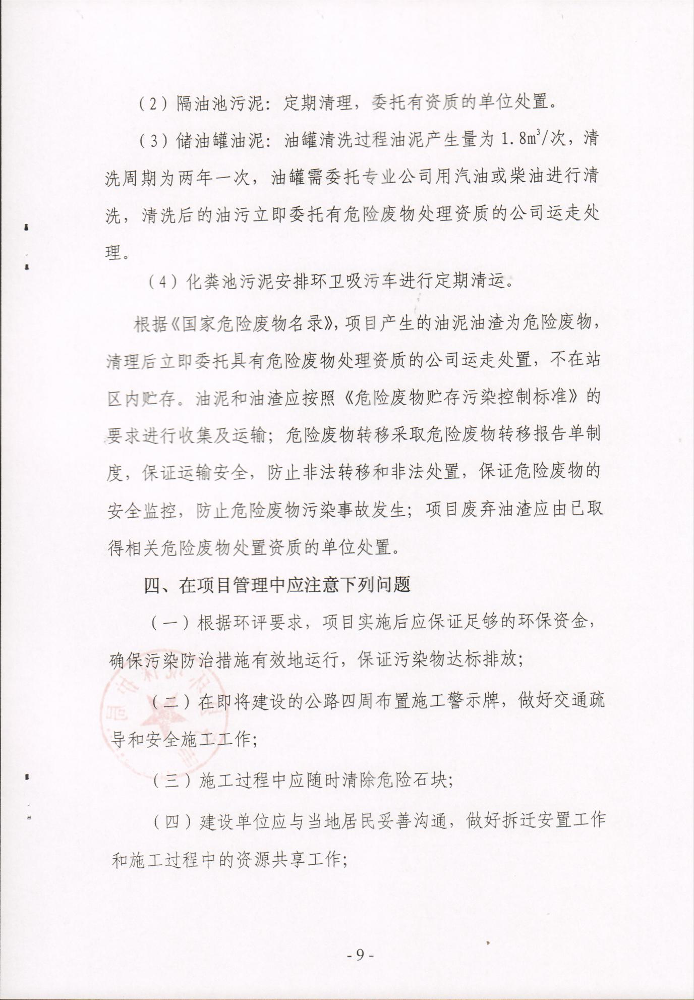 （2）隔油池污泥：定期清理，委托有资质的单位处置。
（3）储油罐油泥：油罐清洗过程油泥产生量为 1.8m³/次，清
洗周期为两年一次，油罐需委托专业公司用汽油或柴油进行清
洗，清洗后的油污立即委托有危险废物处理资质的公司运走处
理。
（4）化粪池污泥安排环卫吸污车进行定期清运。
根据《国家危险废物名录》，项目产生的油泥油渣为危险废物，
清理后立即委托具有危险废物处理资质的公司运走处置，不在站
区内贮存。油泥和油渣应按照《危险废物贮存污染控制标准》的
要求进行收集及运输；危险废物转移采取危险废物转移报告单制
度，保证运输安全，防止非法转移和非法处置，保证危险废物的
安全监控，防止危险废物污染事故发生；项目废弃油渣应由已取
得相关危险废物处置资质的单位处置。
四、在项目管理中应注意下列问题
（一）根据环评要求，项目实施后应保证足够的环保资金，
确保污染防治措施有效地运行，保证污染物达标排放；
（二）在即将建设的公路四周布置施工警示牌，做好交通疏
导和安全施工工作；
（三）施工过程中应随时清除危险石块；
（四）建设单位应与当地居民妥善沟通，做好拆迁安置工作
和施工过程中的资源共享工作；
- 9 -